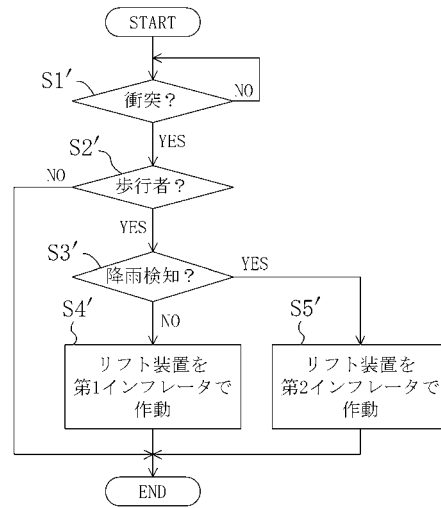 START
S1′
衝突？
NO
YES
S2′
NO
歩行者？
YES
S3′
降雨検知？
YES
NO
S4′
リフト装置を
第1インフレータで
作動
S5′
リフト装置を
第2インフレータで
作動
END